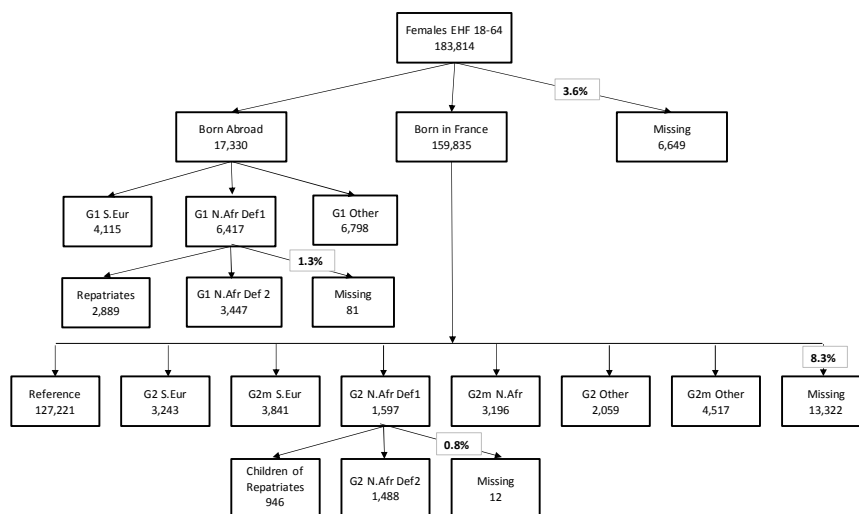 Females EHF 18-64
183,814
3.6%
Born Abroad
17,330
Born in France
159,835
Missing
6,649
G1 S.Eur
4,115
G1 N.Afr Def1
6,417
G1 Other
6,798
1.3%
Repatriates
2,889
G1 N.Afr Def 2
3,447
Missing
81
8.3%
Reference
127,221
G2 S.Eur
3,243
G2m S.Eur
3,841
G2 N.Afr Def1
1,597
G2m N.Afr
3,196
G2 Other
2,059
G2m Other
4,517
Missing
13,322
0.8%
Children of
Repatriates
946
G2 N.Afr Def2
1,488
Missing
12